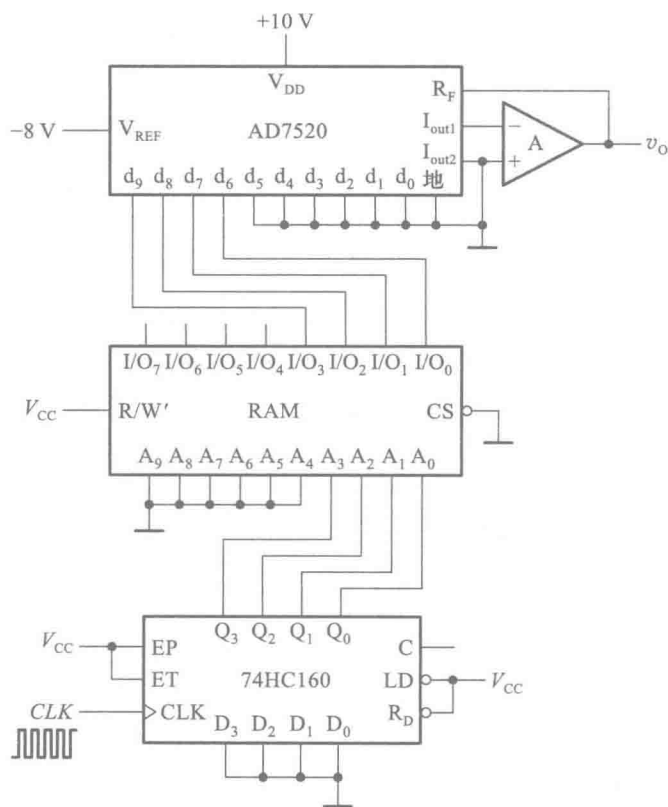 +10 V
V_DD
R_F
−8 V V_REF AD7520 I_out1 − A v_O
I_out2 +
d_9 d_8 d_7 d_6 d_5 d_4 d_3 d_2 d_1 d_0 地
I/O_7 I/O_6 I/O_5 I/O_4 I/O_3 I/O_2 I/O_1 I/O_0
V_CC R/W′ RAM CS
A_9 A_8 A_7 A_6 A_5 A_4 A_3 A_2 A_1 A_0
Q_3 Q_2 Q_1 Q_0
V_CC EP C
ET 74HC160 LD V_CC
CLK CLK R_D
D_3 D_2 D_1 D_0